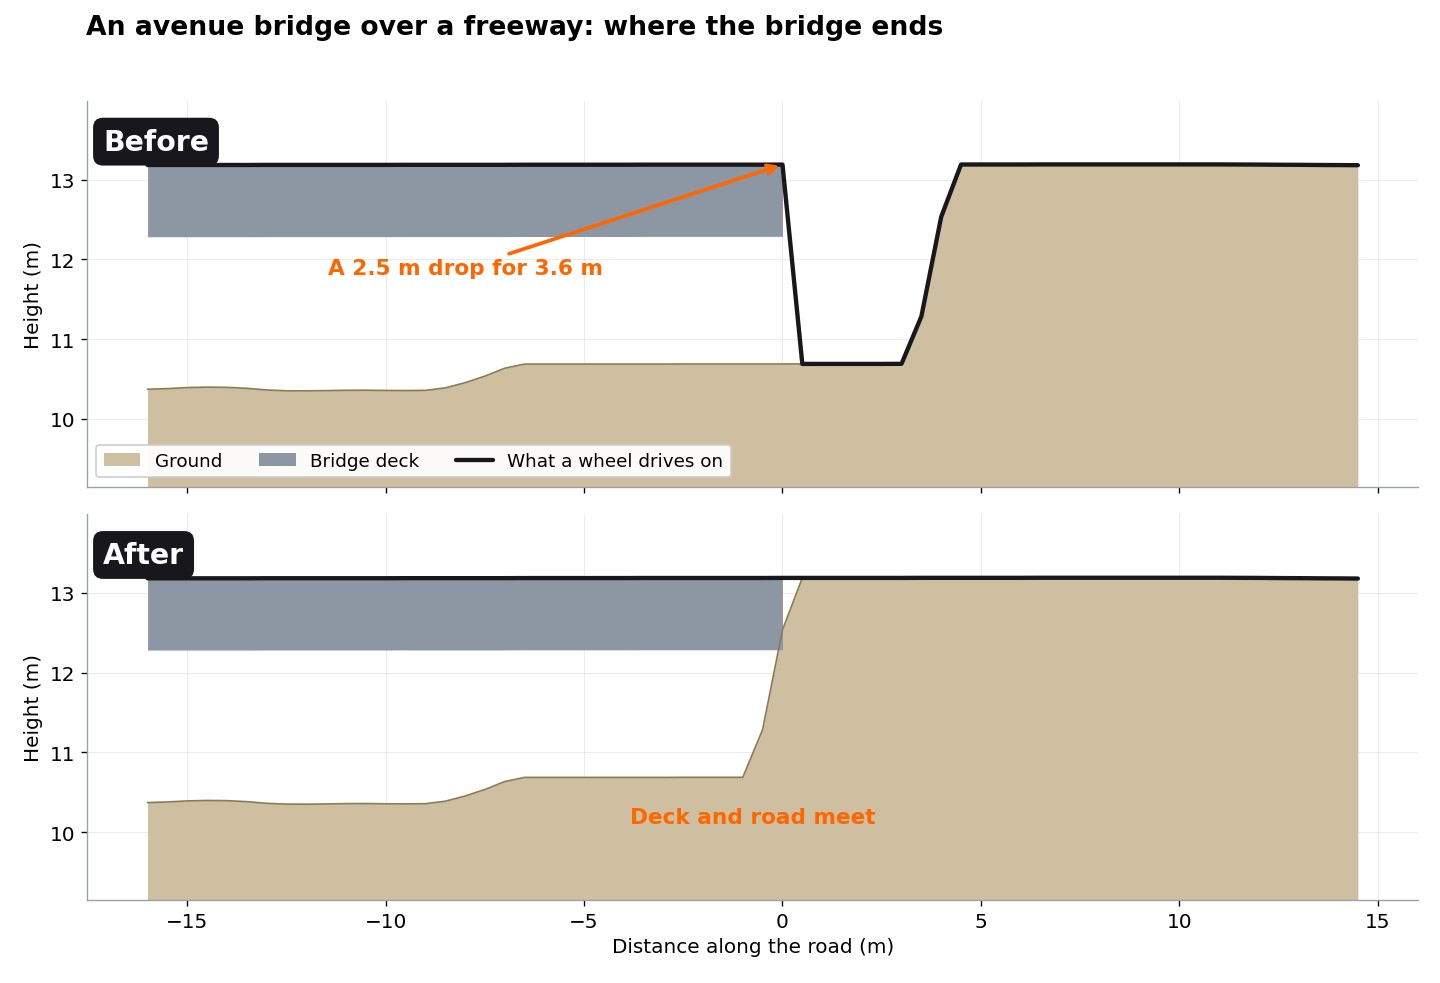 An avenue bridge over a freeway: where the bridge ends
Before
13
12
11
10
Height (m)
A 2.5 m drop for 3.6 m
Ground
Bridge deck
What a wheel drives on
After
13
12
11
10
Height (m)
Deck and road meet
−15
−10
−5
0
5
10
15
Distance along the road (m)